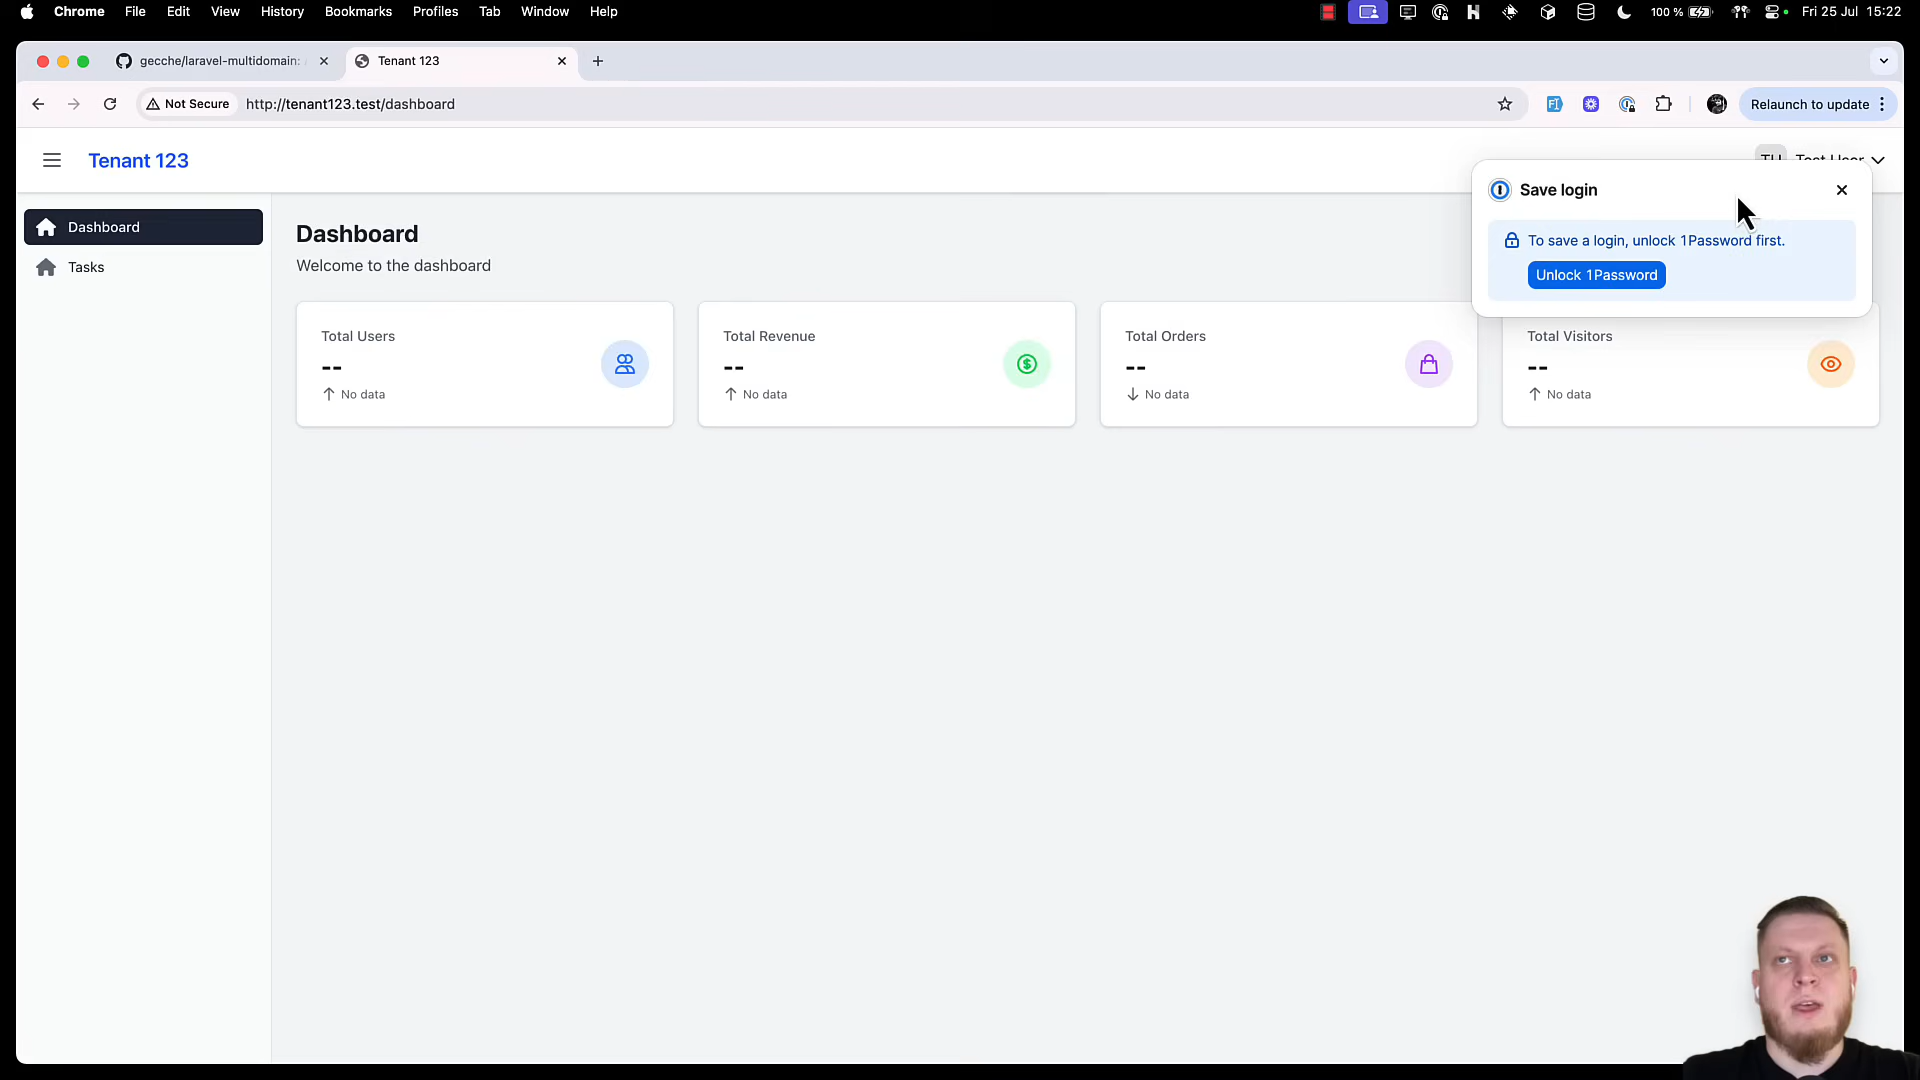 Chrome File Edit View History Bookmarks Profiles Tab Window Help 100 % Fri 25 Jul 15:22
gecche/laravel-multidomain: Tenant 123
Not Secure http://tenant123.test/dashboard Relaunch to update
Tenant 123 TU Test User
Save login
To save a login, unlock 1Password first.
Unlock 1Password
Dashboard
Tasks
Dashboard
Welcome to the dashboard
Total Users
--
No data
Total Revenue
--
No data
Total Orders
--
No data
Total Visitors
--
No data